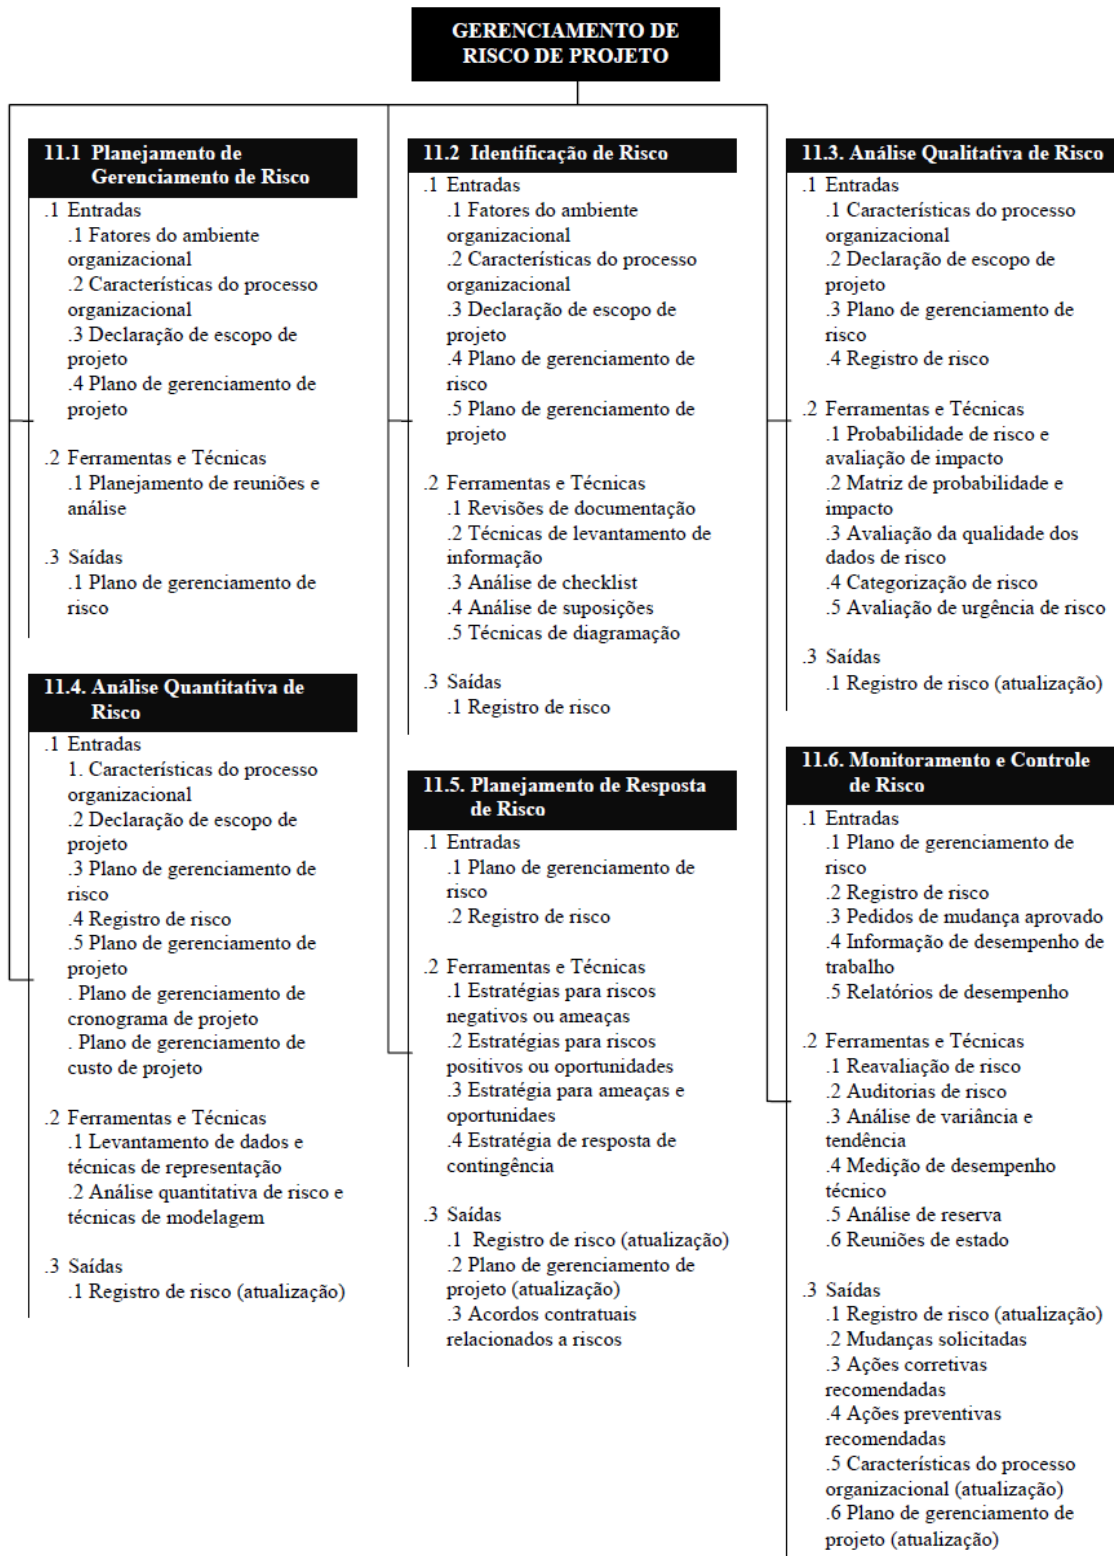 GERENCIAMENTO DE
RISCO DE PROJETO
11.1 Planejamento de
Gerenciamento de Risco
.1 Entradas
.1 Fatores do ambiente
organizacional
.2 Características do processo
organizacional
.3 Declaração de escopo de
projeto
.4 Plano de gerenciamento de
projeto
.2 Ferramentas e Técnicas
.1 Planejamento de reuniões e
análise
.3 Saídas
.1 Plano de gerenciamento de
risco
11.2 Identificação de Risco
.1 Entradas
.1 Fatores do ambiente
organizacional
.2 Características do processo
organizacional
.3 Declaração de escopo de
projeto
.4 Plano de gerenciamento de
risco
.5 Plano de gerenciamento de
projeto
.2 Ferramentas e Técnicas
.1 Revisões de documentação
.2 Técnicas de levantamento de
informação
.3 Análise de checklist
.4 Análise de suposições
.5 Técnicas de diagramação
.3 Saídas
.1 Registro de risco
11.3. Análise Qualitativa de Risco
.1 Entradas
.1 Características do processo
organizacional
.2 Declaração de escopo de
projeto
.3 Plano de gerenciamento de
risco
.4 Registro de risco
.2 Ferramentas e Técnicas
.1 Probabilidade de risco e
avaliação de impacto
.2 Matriz de probabilidade e
impacto
.3 Avaliação da qualidade dos
dados de risco
.4 Categorização de risco
.5 Avaliação de urgência de risco
.3 Saídas
.1 Registro de risco (atualização)
11.4. Análise Quantitativa de
Risco
.1 Entradas
1. Características do processo
organizacional
.2 Declaração de escopo de
projeto
.3 Plano de gerenciamento de
risco
.4 Registro de risco
.5 Plano de gerenciamento de
projeto
. Plano de gerenciamento de
cronograma de projeto
. Plano de gerenciamento de
custo de projeto
.2 Ferramentas e Técnicas
.1 Levantamento de dados e
técnicas de representação
.2 Análise quantitativa de risco e
técnicas de modelagem
.3 Saídas
.1 Registro de risco (atualização)
11.5. Planejamento de Resposta
de Risco
.1 Entradas
.1 Plano de gerenciamento de
risco
.2 Registro de risco
.2 Ferramentas e Técnicas
.1 Estratégias para riscos
negativos ou ameaças
.2 Estratégias para riscos
positivos ou oportunidades
.3 Estratégia para ameaças e
oportunidaes
.4 Estratégia de resposta de
contingência
.3 Saídas
.1 Registro de risco (atualização)
.2 Plano de gerenciamento de
projeto (atualização)
.3 Acordos contratuais
relacionados a riscos
11.6. Monitoramento e Controle
de Risco
.1 Entradas
.1 Plano de gerenciamento de
risco
.2 Registro de risco
.3 Pedidos de mudança aprovado
.4 Informação de desempenho de
trabalho
.5 Relatórios de desempenho
.2 Ferramentas e Técnicas
.1 Reavaliação de risco
.2 Auditorias de risco
.3 Análise de variância e
tendência
.4 Medição de desempenho
técnico
.5 Análise de reserva
.6 Reuniões de estado
.3 Saídas
.1 Registro de risco (atualização)
.2 Mudanças solicitadas
.3 Ações corretivas
recomendadas
.4 Ações preventivas
recomendadas
.5 Características do processo
organizacional (atualização)
.6 Plano de gerenciamento de
projeto (atualização)